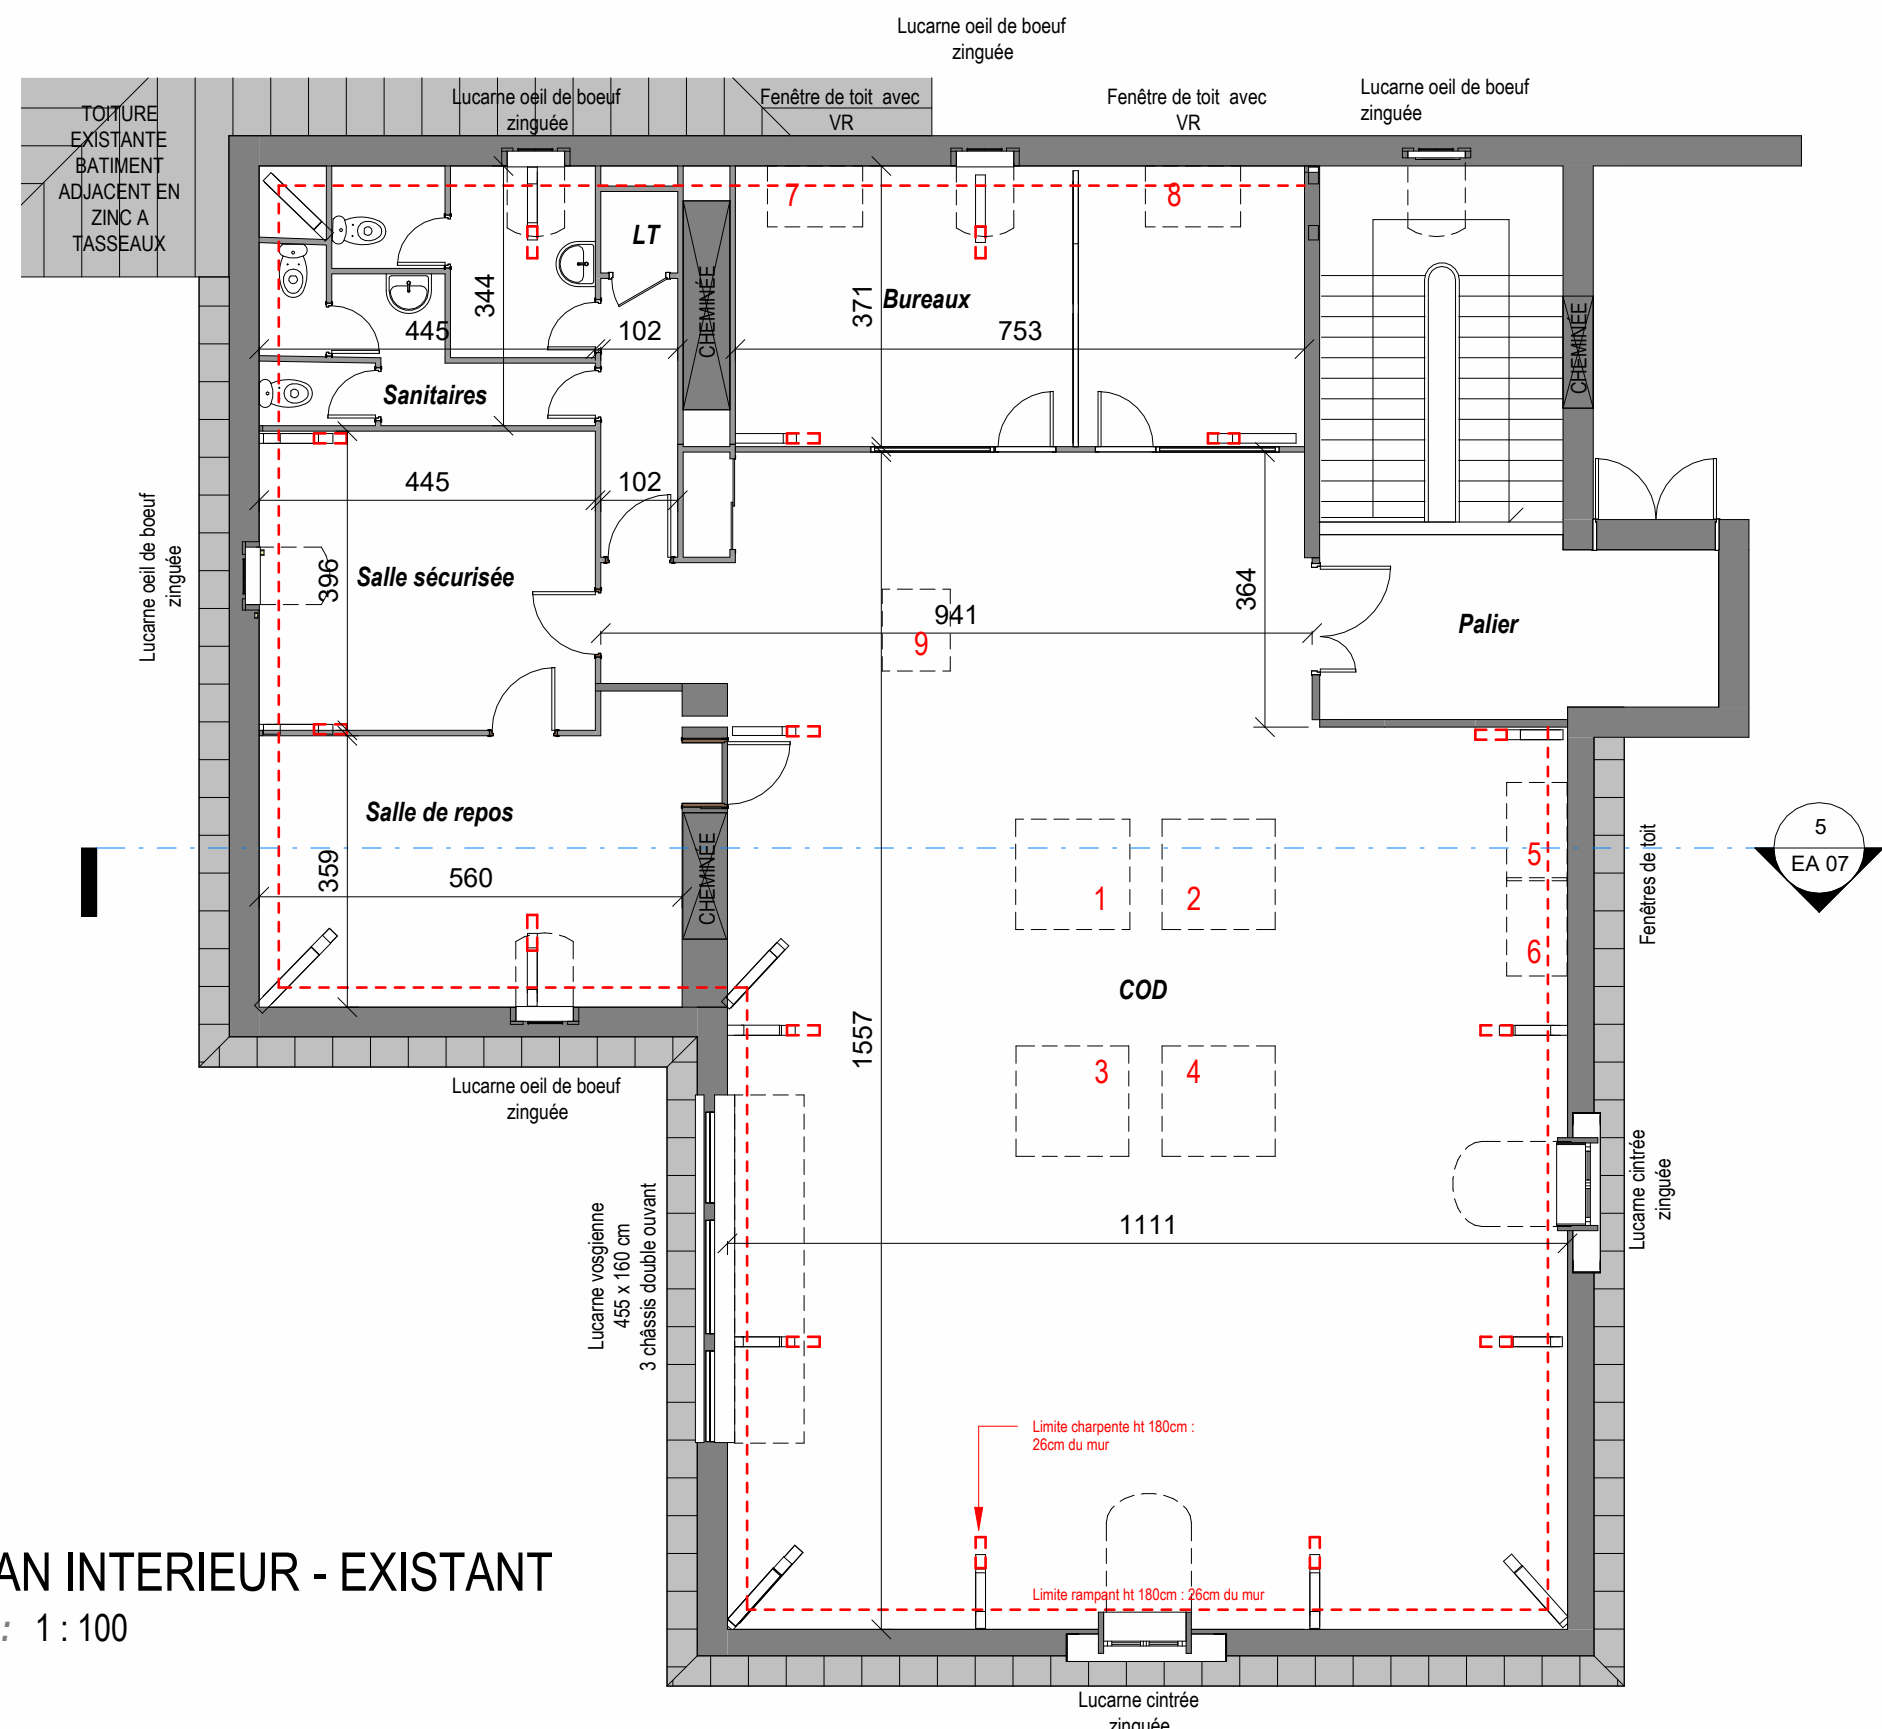 Lucarne oeil de boeuf
zinguée
TOITURE
EXISTANTE
BATIMENT
ADJACENT EN
ZINC A
TASSEAUX
Lucarne oeil de boeuf
zinguée
Fenêtre de toit avec
VR
Fenêtre de toit avec
VR
Lucarne oeil de boeuf
zinguée
7
8
LT
CHEMINÉE
344
371
Bureaux
445
102
753
CHEMINÉE
Sanitaires
445
102
Lucarne oeil de boeuf
zinguée
396
Salle sécurisée
364
941
9
Palier
Salle de repos
359
560
CHEMINÉE
1
2
5
6
Fenêtres de toit
5
EA 07
COD
1557
3
4
Lucarne oeil de boeuf
zinguée
Lucarne vosgienne
455 x 160 cm
3 châssis double ouvant
Lucarne cintrée
zinguée
1111
Limite charpente ht 180cm :
26cm du mur
Limite rampant ht 180cm : 26cm du mur
AN INTERIEUR - EXISTANT
: 1 : 100
Lucarne cintrée
zinguée